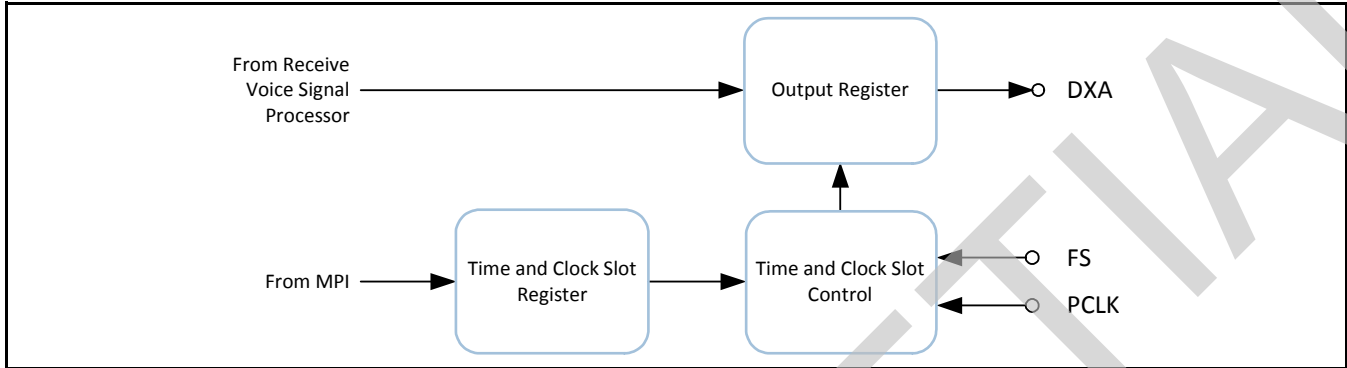 From Receive
Voice Signal
Processor
Output Register
DXA
From MPI
Time and Clock Slot
Register
Time and Clock Slot
Control
FS
PCLK
TIA